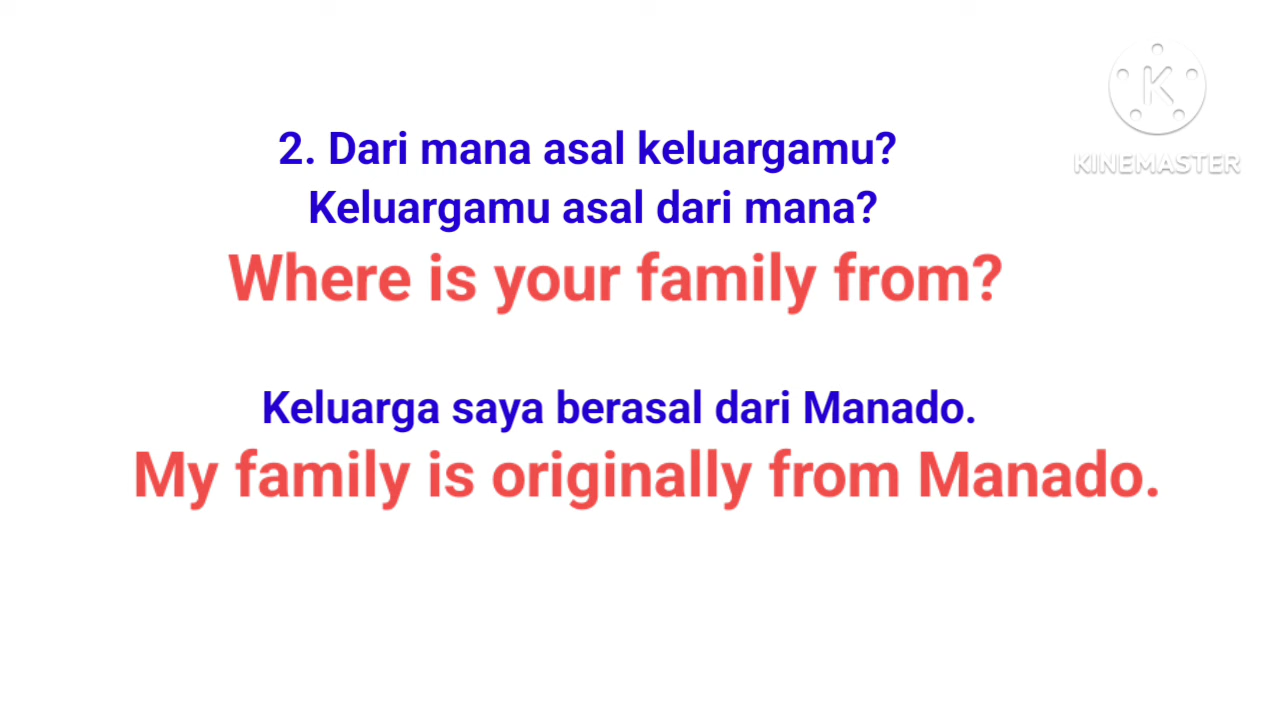 K
KINEMASTER
2. Dari mana asal keluargamu?
Keluargamu asal dari mana?
Where is your family from?
Keluarga saya berasal dari Manado.
My family is originally from Manado.